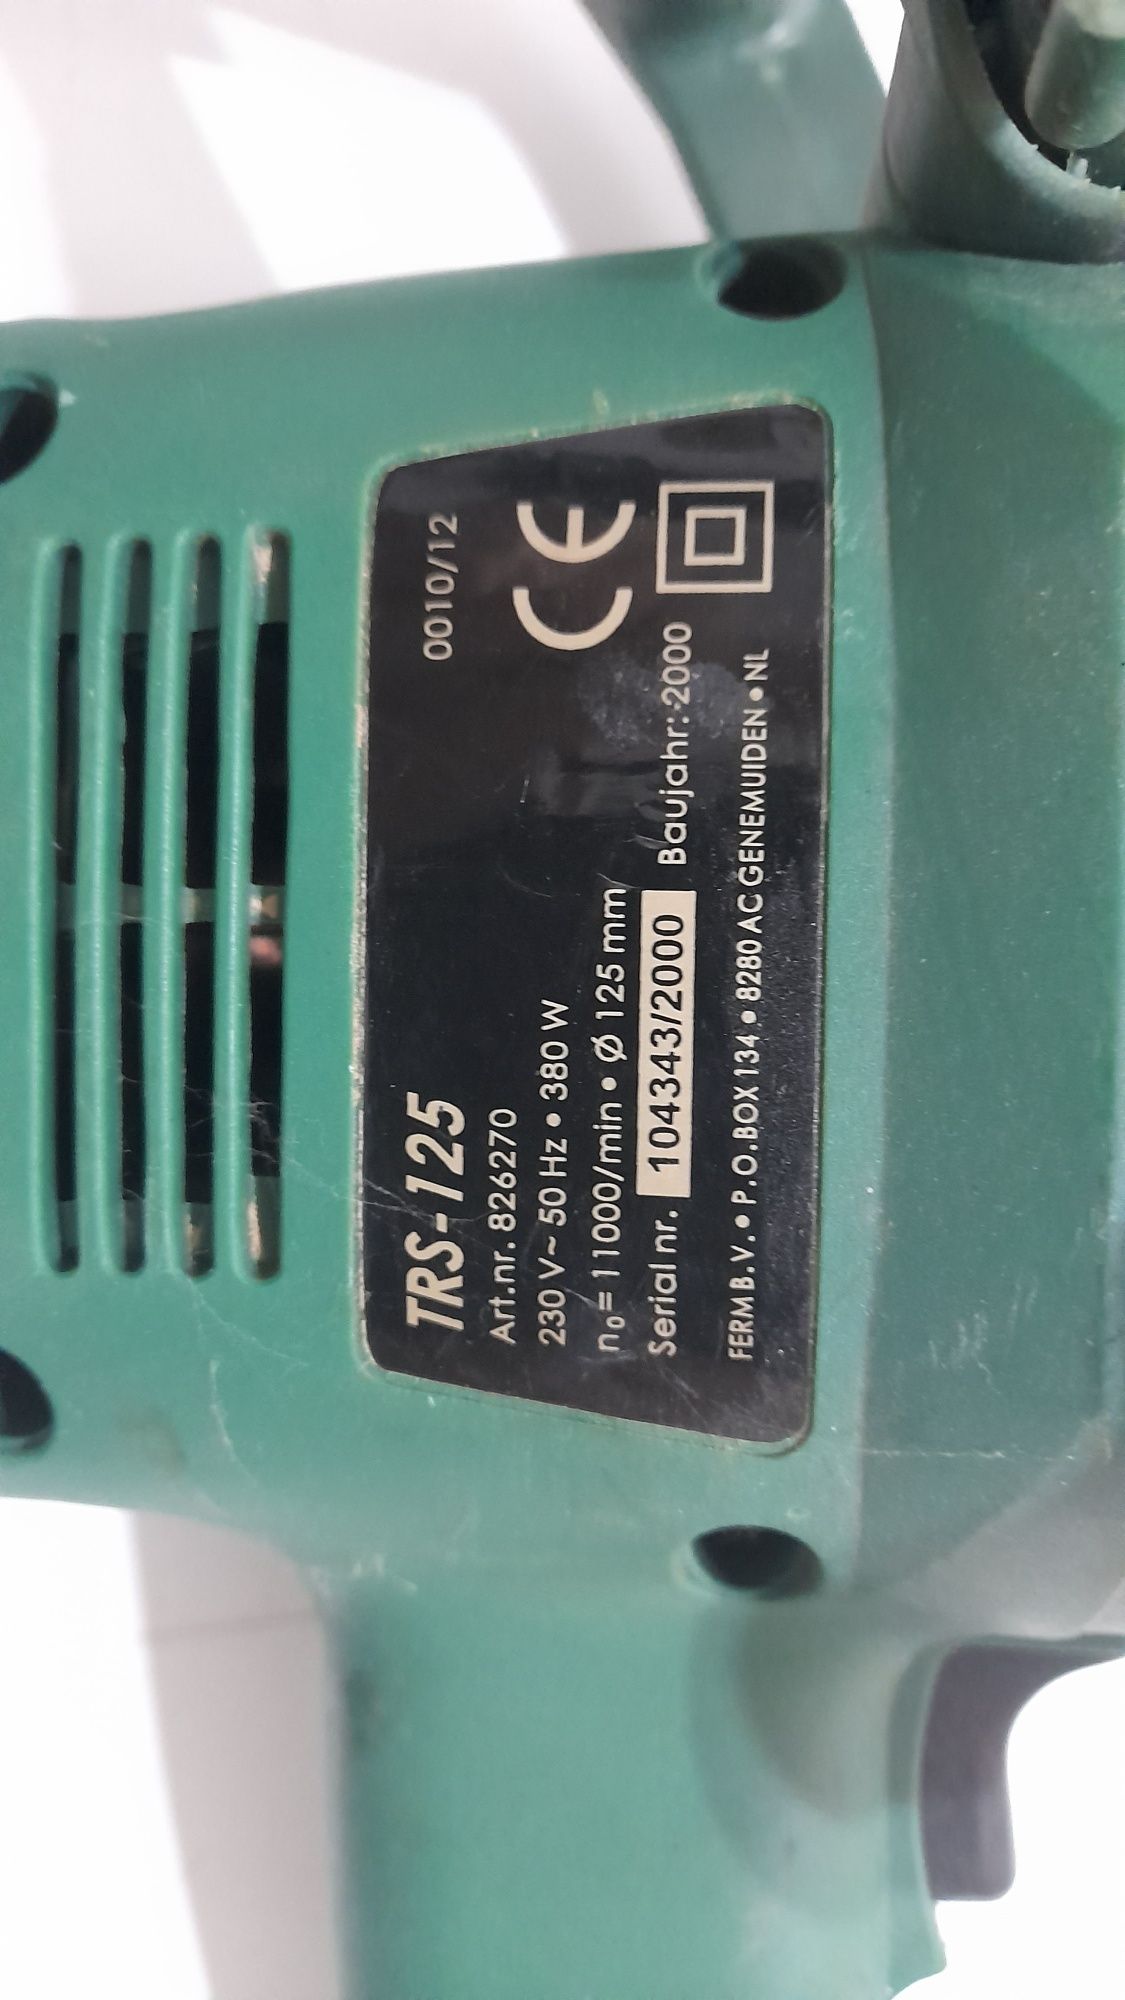 TRS-125
0010/12
Art.nr. 826270
230 V ~ 50 Hz • 380 W
n₀=11000/min • Ø 125 mm
CE
Serial nr. 10343/2000 Baujahr: 2000
FERM B.V. • P.O.BOX 134 • 8280 AC GENEMUIDEN • NL